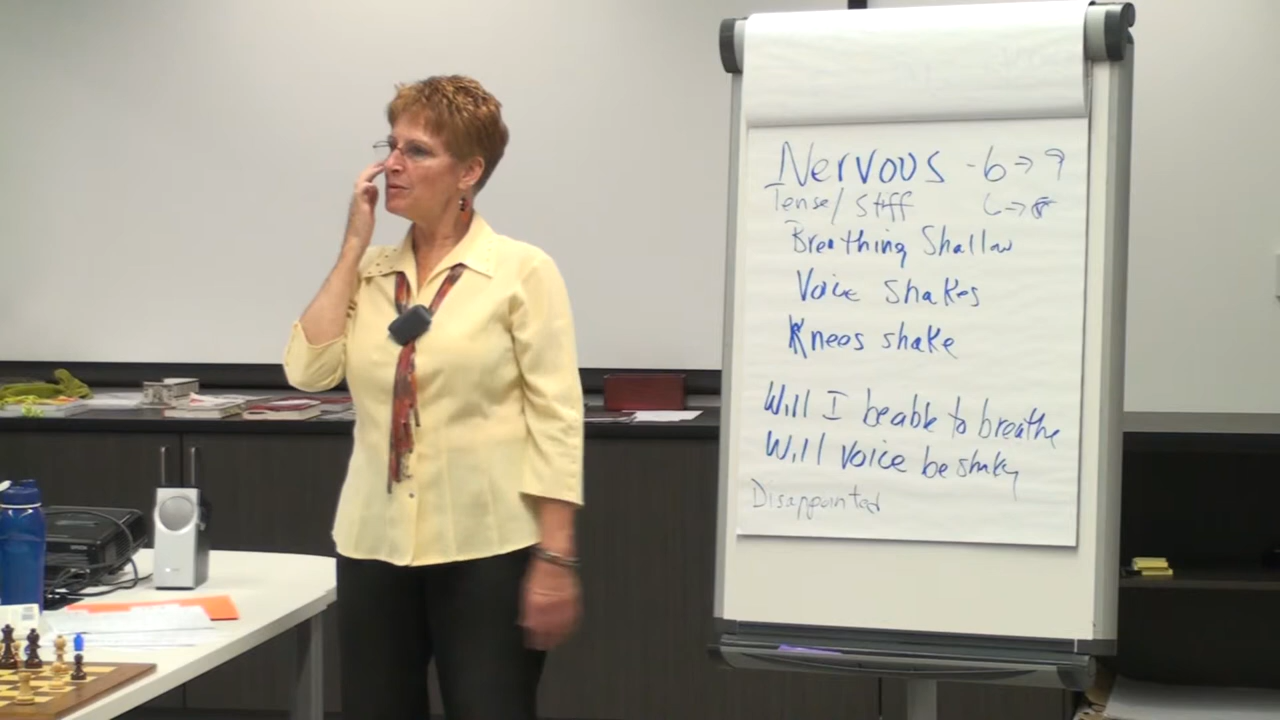 Nervous - 6 → 9
Tense/ Stiff 6 →
Breathing Shallow
Voice Shakes
Knees shake
Will I be able to breathe
Will voice be shaky
Disappointed